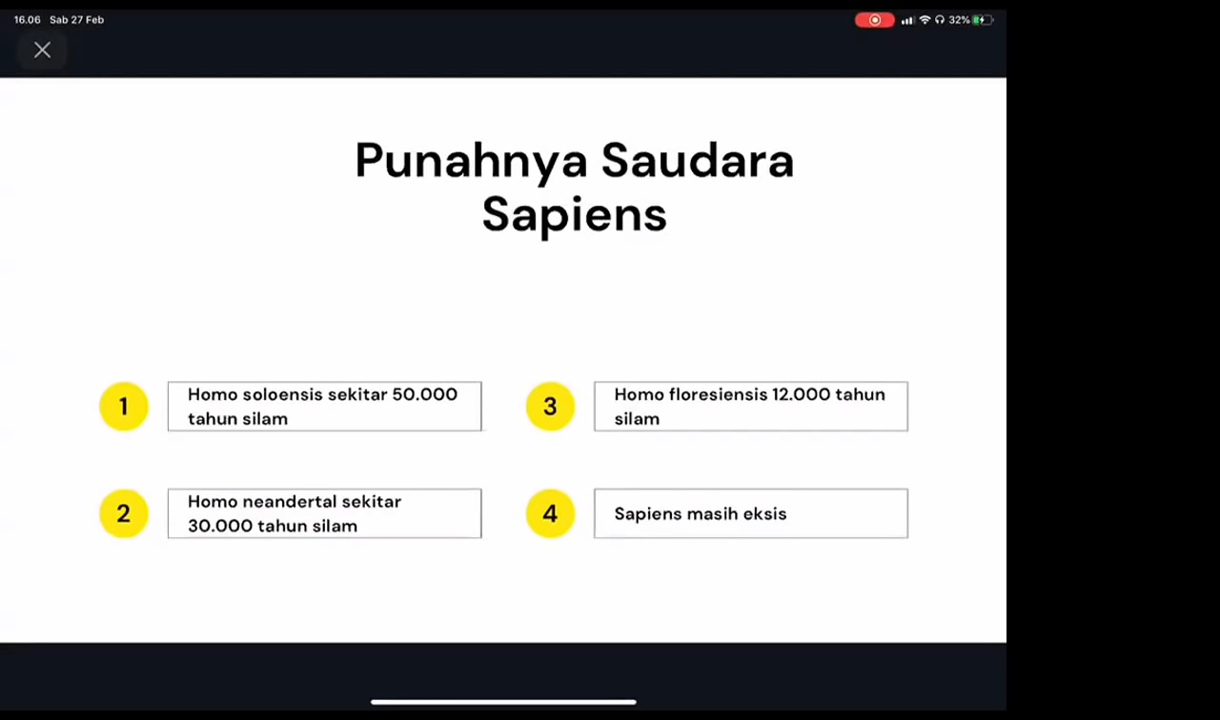 16.06 Sab 27 Feb
32%
Punahnya Saudara
Sapiens
1
Homo soloensis sekitar 50.000
tahun silam
2
Homo neandertal sekitar
30.000 tahun silam
3
Homo floresiensis 12.000 tahun
silam
4
Sapiens masih eksis